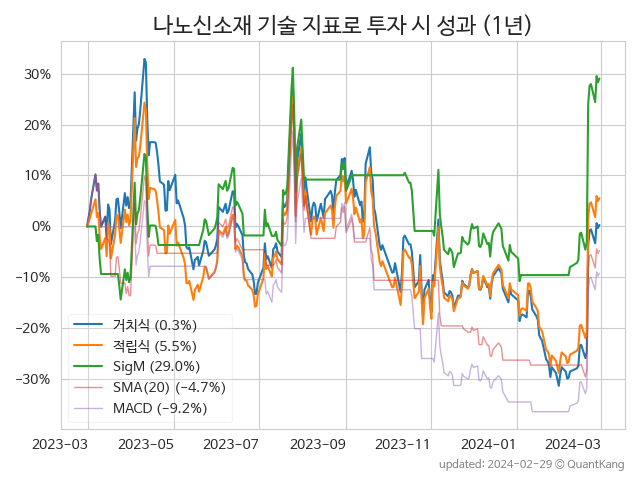 나노신소재 기술 지표로 투자 시 성과 (1년)
30%
20%
10%
0%
−10%
−20%
−30%
거치식 (0.3%)
적립식 (5.5%)
SigM (29.0%)
SMA(20) (−4.7%)
MACD (−9.2%)
2023−03 2023−05 2023−07 2023−09 2023−11 2024−01 2024−03
updated: 2024−02−29 ⓒ QuantKang